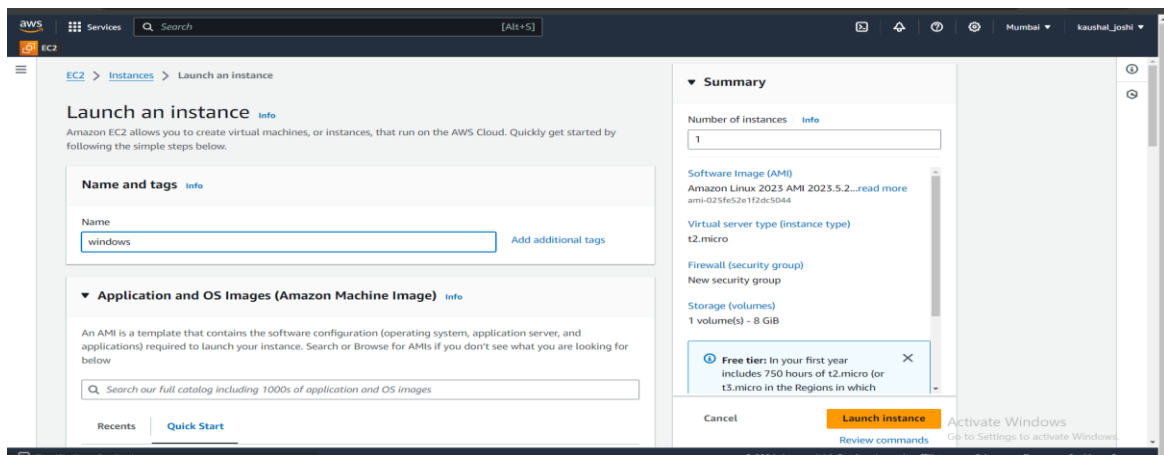 aws
Services
Search
[Alt+S]
Mumbai ▼
kaushal_joshi ▼
EC2
EC2 > Instances > Launch an instance
Launch an instance Info
Amazon EC2 allows you to create virtual machines, or instances, that run on the AWS Cloud. Quickly get started by
following the simple steps below.
Name and tags Info
Name
windows
Add additional tags
▼ Application and OS Images (Amazon Machine Image) Info
An AMI is a template that contains the software configuration (operating system, application server, and
applications) required to launch your instance. Search or Browse for AMIs if you don't see what you are looking for
below
Search our full catalog including 1000s of application and OS images
Recents
Quick Start
▼ Summary
Number of instances Info
1
Software Image (AMI)
Amazon Linux 2023 AMI 2023.5.2...read more
ami-025fe52e1f2dc5044
Virtual server type (instance type)
t2.micro
Firewall (security group)
New security group
Storage (volumes)
1 volume(s) - 8 GiB
Free tier: In your first year
includes 750 hours of t2.micro (or
t3.micro in the Regions in which
Cancel
Launch instance
Review commands
Activate Windows
Go to Settings to activate Windows.